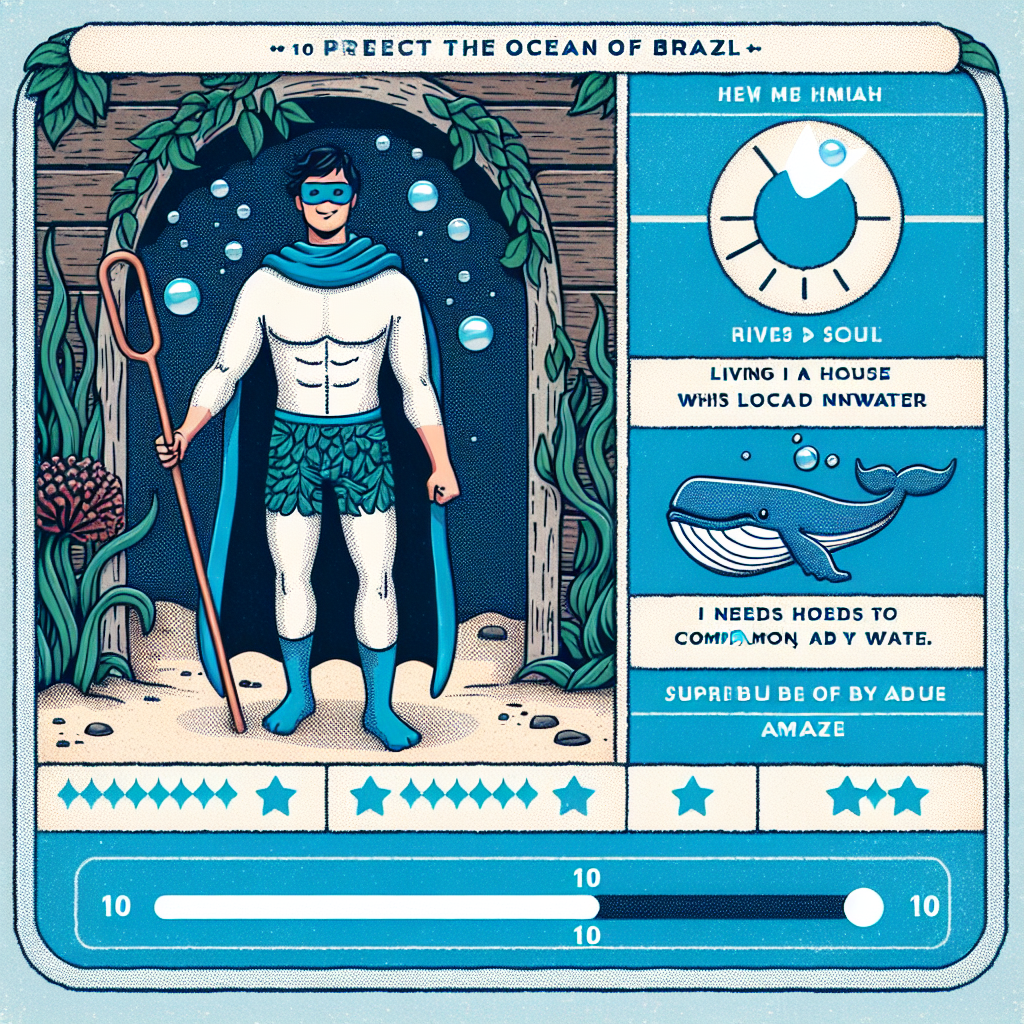 10 PREECT THE OCEAN OF BRAZL
HEW ME HMIAH
RIVES D SOUL
LIVING I A HOUSE
WHIS LOCAD NNWATER
I NEEDS HOEDS TO
AD Y WATE.
SUPRIBU BE OF BY ADUE
AMAZE
10
10
10
10